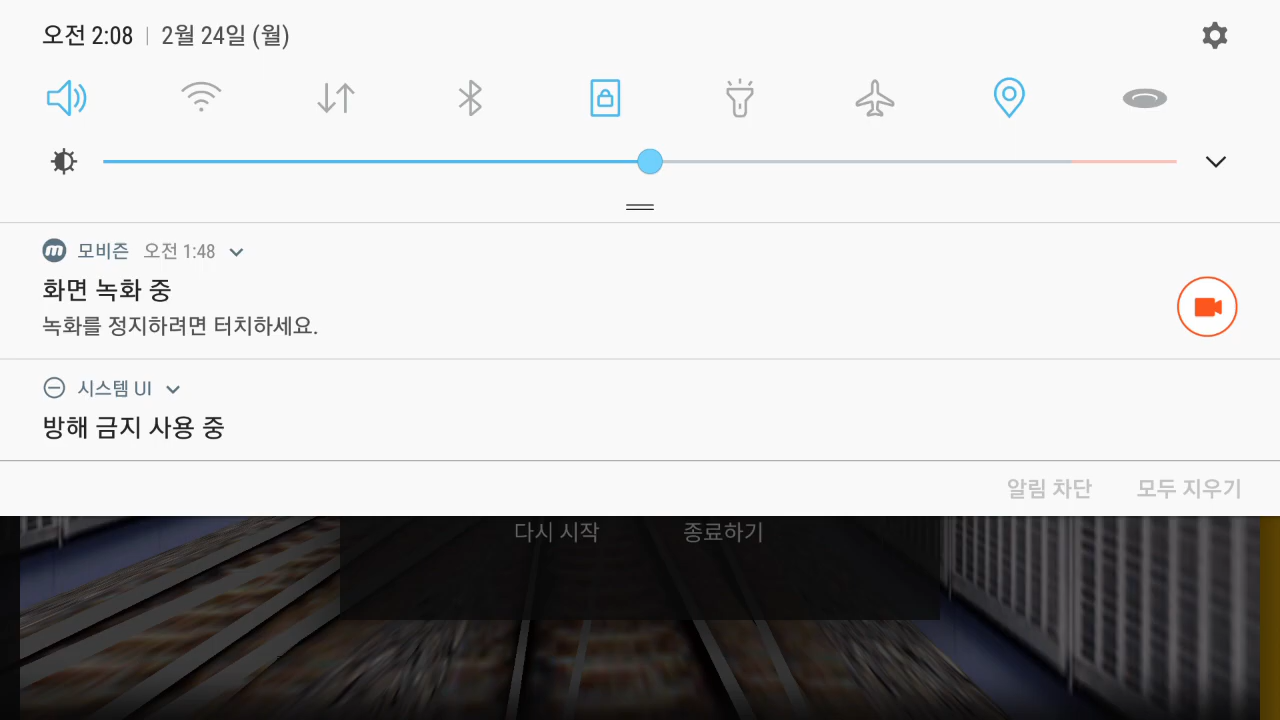 오전 2:08 | 2월 24일 (월)
모비즌 오전 1:48
화면 녹화 중
녹화를 정지하려면 터치하세요.
시스템 UI
방해 금지 사용 중
알림 차단 모두 지우기
다시 시작 종료하기